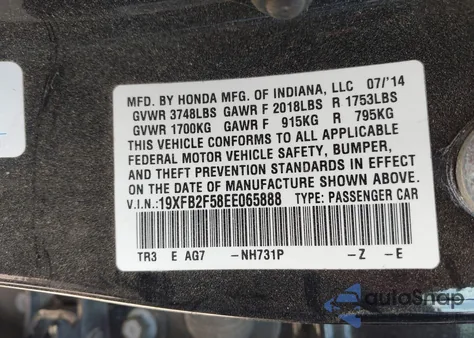 MFD. BY HONDA MFG. OF INDIANA, LLC 07/'14
GVWR 3748LBS GAWR F 2018LBS R 1753LBS
GVWR 1700KG GAWR F 915KG R 795KG
THIS VEHICLE CONFORMS TO ALL APPLICABLE
FEDERAL MOTOR VEHICLE SAFETY, BUMPER,
AND THEFT PREVENTION STANDARDS IN EFFECT
ON THE DATE OF MANUFACTURE SHOWN ABOVE.
V.I.N.:19XFB2F58EE065888 TYPE: PASSENGER CAR
TR3 E AG7 -NH731P -Z -E
autoSnap